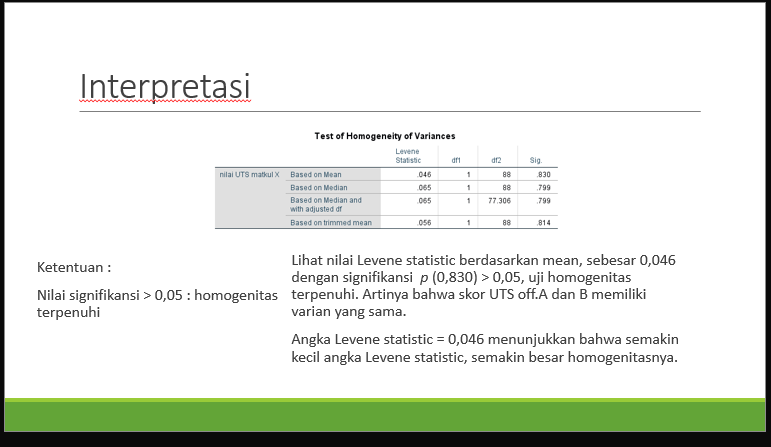 Interpretasi
Test of Homogeneity of Variances
Levene
Statistic df1 df2 Sig.
nilai UTS matkul X Based on Mean .046 1 88 .830
Based on Median .065 1 88 .799
Based on Median and
with adjusted df .065 1 77.306 .799
Based on trimmed mean .056 1 88 .814
Ketentuan :
Nilai signifikansi > 0,05 : homogenitas
terpenuhi
Lihat nilai Levene statistic berdasarkan mean, sebesar 0,046
dengan signifikansi p (0,830) > 0,05, uji homogenitas
terpenuhi. Artinya bahwa skor UTS off.A dan B memiliki
varian yang sama.
Angka Levene statistic = 0,046 menunjukkan bahwa semakin
kecil angka Levene statistic, semakin besar homogenitasnya.